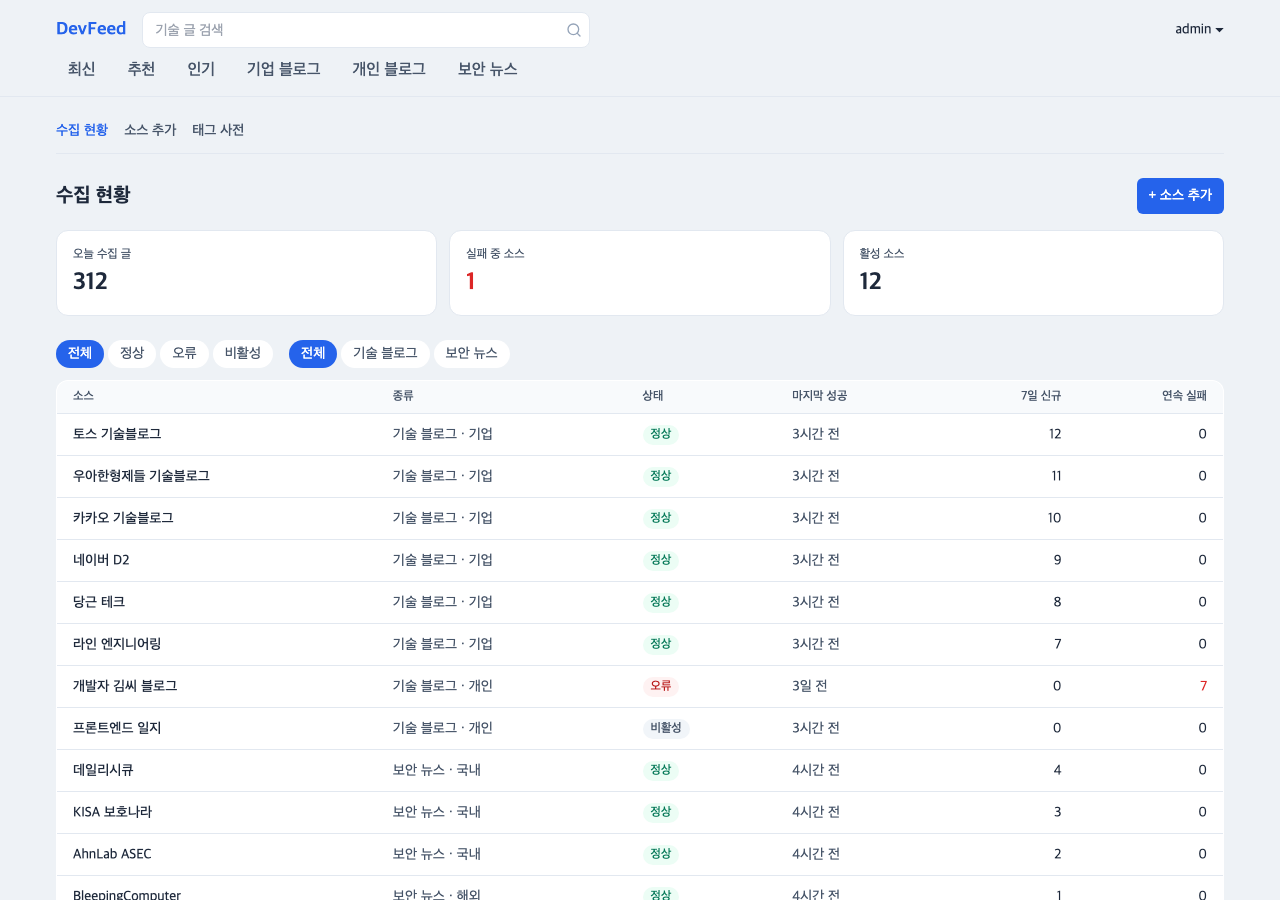 DevFeed 기술 글 검색 admin
최신 추천 인기 기업 블로그 개인 블로그 보안 뉴스
수집 현황 소스 추가 태그 사전
수집 현황 + 소스 추가
오늘 수집 글 실패 중 소스 활성 소스
312 1 12
전체 정상 오류 비활성 전체 기술 블로그 보안 뉴스
소스 종류 상태 마지막 성공 7일 신규 연속 실패
토스 기술블로그 기술 블로그 · 기업 정상 3시간 전 12 0
우아한형제들 기술블로그 기술 블로그 · 기업 정상 3시간 전 11 0
카카오 기술블로그 기술 블로그 · 기업 정상 3시간 전 10 0
네이버 D2 기술 블로그 · 기업 정상 3시간 전 9 0
당근 테크 기술 블로그 · 기업 정상 3시간 전 8 0
라인 엔지니어링 기술 블로그 · 기업 정상 3시간 전 7 0
개발자 김씨 블로그 기술 블로그 · 개인 오류 3일 전 0 7
프론트엔드 일지 기술 블로그 · 개인 비활성 3시간 전 0 0
데일리시큐 보안 뉴스 · 국내 정상 4시간 전 4 0
KISA 보호나라 보안 뉴스 · 국내 정상 4시간 전 3 0
AhnLab ASEC 보안 뉴스 · 국내 정상 4시간 전 2 0
BleepingComputer 보안 뉴스 · 해외 정상 4시간 전 1 0